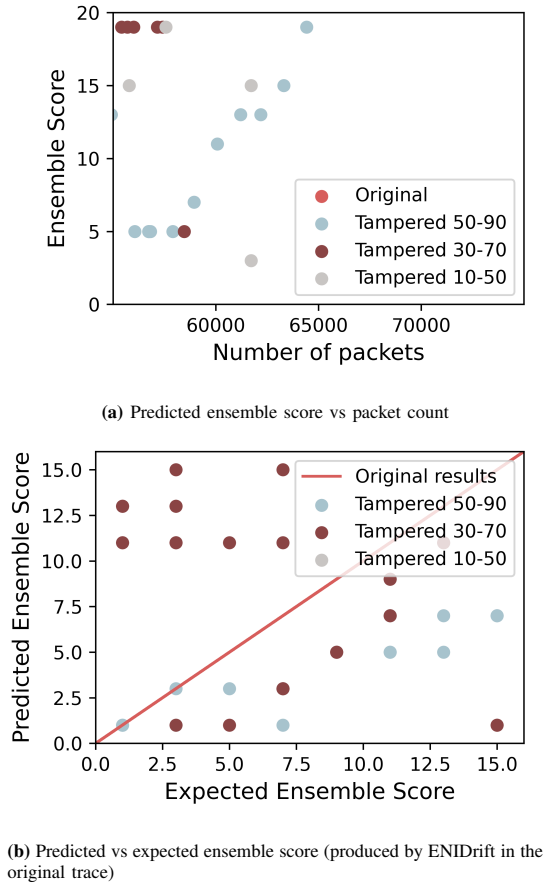 20
15
10
5
0
Ensemble Score
Original
Tampered 50-90
Tampered 30-70
Tampered 10-50
60000 65000 70000
Number of packets
(a) Predicted ensemble score vs packet count
15.0
12.5
10.0
7.5
5.0
2.5
0.0
Predicted Ensemble Score
Original results
Tampered 50-90
Tampered 30-70
Tampered 10-50
0.0 2.5 5.0 7.5 10.0 12.5 15.0
Expected Ensemble Score
(b) Predicted vs expected ensemble score (produced by ENIDrift in the
original trace)